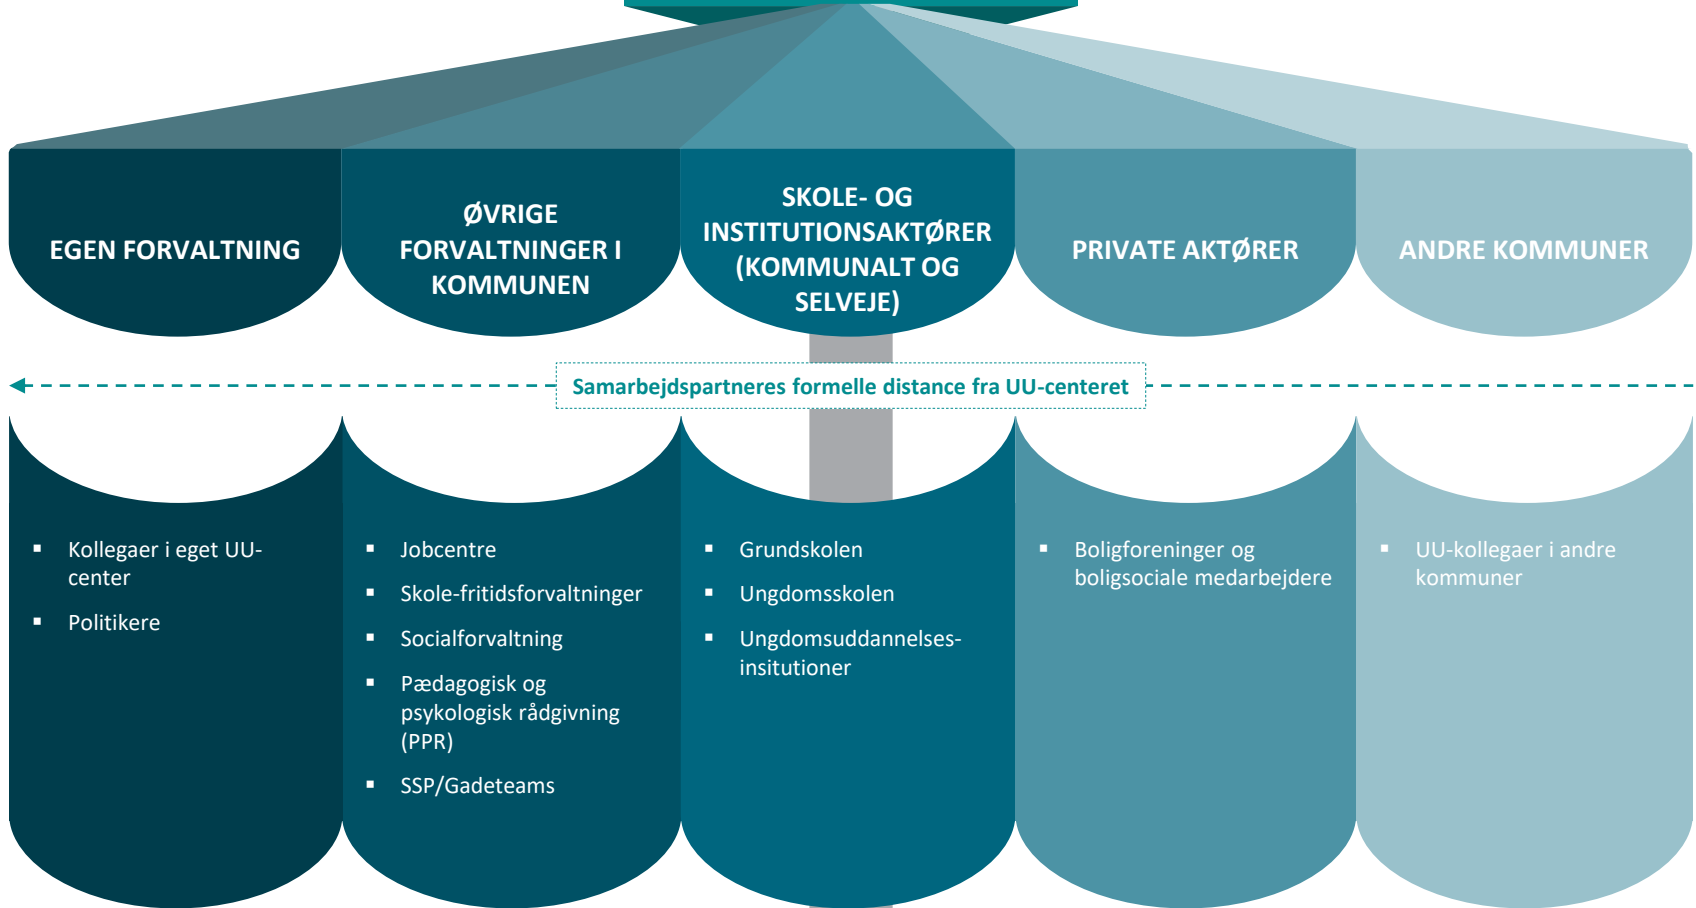 EGEN FORVALTNING
ØVRIGE
FORVALTNINGER I
KOMMUNEN
SKOLE- OG
INSTITUTIONSAKTØRER
(KOMMUNALT OG
SELVEJE)
PRIVATE AKTØRER
ANDRE KOMMUNER
Samarbejdspartneres formelle distance fra UU-centeret
▪ Kollegaer i eget UU-
center
▪ Politikere
▪ Jobcentre
▪ Skole-fritidsforvaltninger
▪ Socialforvaltning
▪ Pædagogisk og
psykologisk rådgivning
(PPR)
▪ SSP/Gadeteams
▪ Grundskolen
▪ Ungdomsskolen
▪ Ungdomsuddannelses-
insitutioner
▪ Boligforeninger og
boligsociale medarbejdere
▪ UU-kollegaer i andre
kommuner